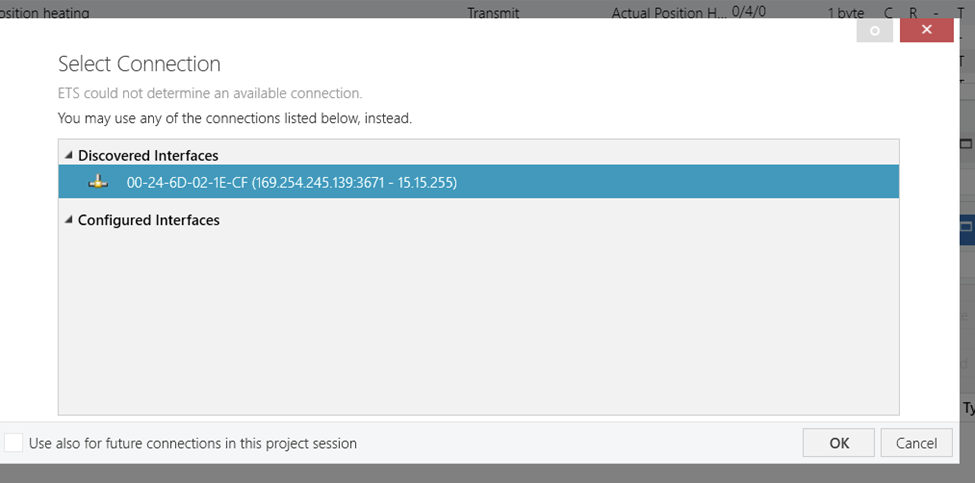 osition heating Transmit Actual Position H... 0/4/0 1 byte C R - T
Select Connection
ETS could not determine an available connection.
You may use any of the connections listed below, instead.
Discovered Interfaces
00-24-6D-02-1E-CF (169.254.245.139:3671 - 15.15.255)
Configured Interfaces
Ty
Use also for future connections in this project session
OK Cancel